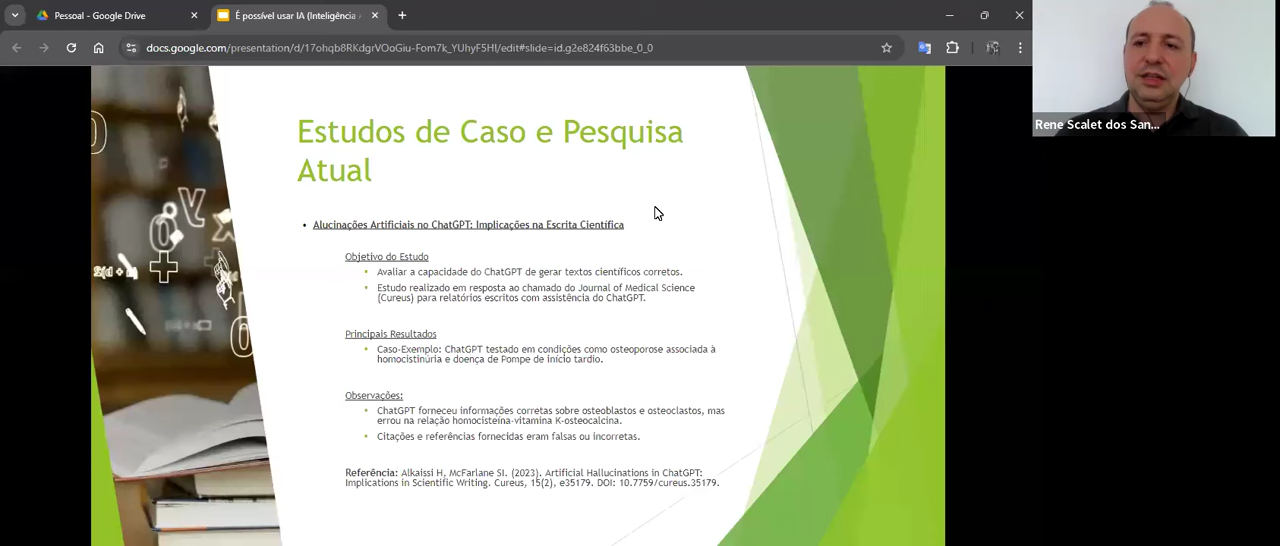 Pessoal - Google Drive
É possível usar IA (Inteligência
docs.google.com/presentation/d/17ohqb8RKdgrVOoGiu-Fom7k_YUhyF5HI/edit#slide=id.g2e824f63bbe_0_0
Rene Scalet dos San...
Estudos de Caso e Pesquisa
Atual
• Alucinações Artificiais no ChatGPT: Implicações na Escrita Científica
Objetivo do Estudo
• Avaliar a capacidade do ChatGPT de gerar textos científicos corretos.
• Estudo realizado em resposta ao chamado do Journal of Medical Science
(Cureus) para relatórios escritos com assistência do ChatGPT.
Principais Resultados
• Caso-Exemplo: ChatGPT testado em condições como osteoporose associada à
homocistinúria e doença de Pompe de início tardio.
Observações:
• ChatGPT forneceu informações corretas sobre osteoblastos e osteoclastos, mas
errou na relação homocisteína-vitamina K-osteocalcina.
• Citações e referências fornecidas eram falsas ou incorretas.
Referência: Alkaissi H, McFarlane SI. (2023). Artificial Hallucinations in ChatGPT:
Implications in Scientific Writing. Cureus, 15(2), e35179. DOI: 10.7759/cureus.35179.